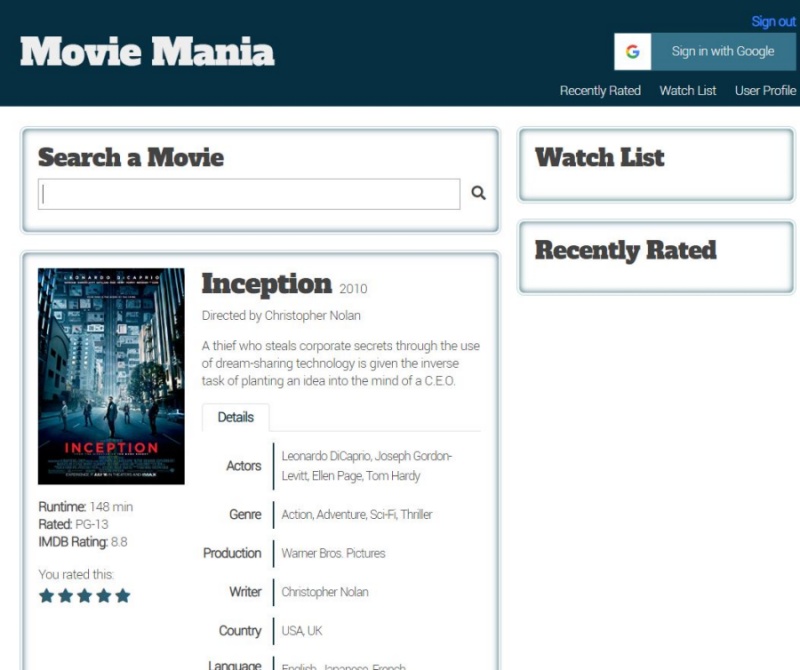 Sign out
Movie Mania
Sign in with Google
Recently Rated Watch List User Profile
Search a Movie
Watch List
Recently Rated
LEONARDO DICAPRIO
INCEPTION
Inception 2010
Directed by Christopher Nolan
A thief who steals corporate secrets through the use
of dream-sharing technology is given the inverse
task of planting an idea into the mind of a C.E.O.
Details
Actors Leonardo DiCaprio, Joseph Gordon-
Levitt, Ellen Page, Tom Hardy
Genre Action, Adventure, Sci-Fi, Thriller
Production Warner Bros. Pictures
Writer Christopher Nolan
Country USA, UK
Language English, Japanese, French
Runtime: 148 min
Rated: PG-13
IMDB Rating: 8.8
You rated this: